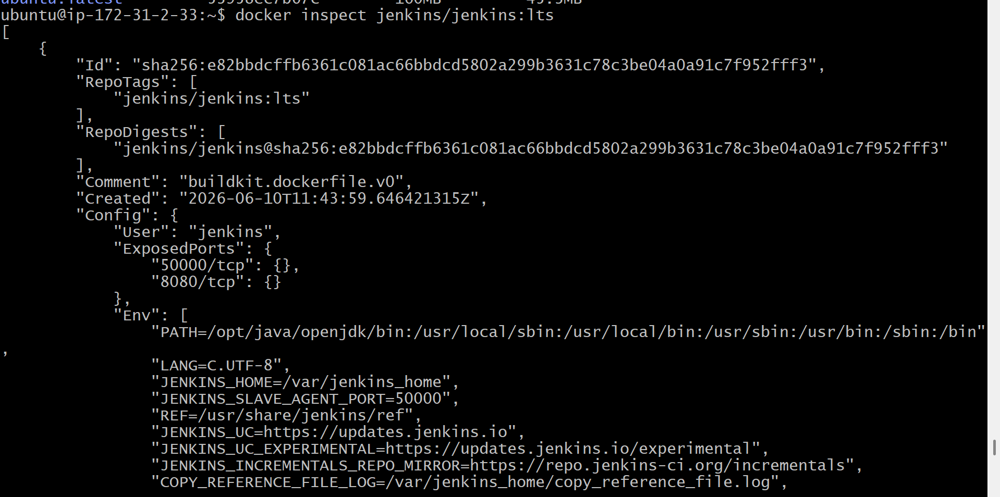 ubuntu@ip-172-31-2-33:~$ docker inspect jenkins/jenkins:lts
[
    {
        "Id": "sha256:e82bbdcffb6361c081ac66bbdcd5802a299b3631c78c3be04a0a91c7f952fff3",
        "RepoTags": [
            "jenkins/jenkins:lts"
        ],
        "RepoDigests": [
            "jenkins/jenkins@sha256:e82bbdcffb6361c081ac66bbdcd5802a299b3631c78c3be04a0a91c7f952fff3"
        ],
        "Comment": "buildkit.dockerfile.v0",
        "Created": "2026-06-10T11:43:59.646421315Z",
        "Config": {
            "User": "jenkins",
            "ExposedPorts": {
                "50000/tcp": {},
                "8080/tcp": {}
            },
            "Env": [
                "PATH=/opt/java/openjdk/bin:/usr/local/sbin:/usr/local/bin:/usr/sbin:/usr/bin:/sbin:/bin"
,
                "LANG=C.UTF-8",
                "JENKINS_HOME=/var/jenkins_home",
                "JENKINS_SLAVE_AGENT_PORT=50000",
                "REF=/usr/share/jenkins/ref",
                "JENKINS_UC=https://updates.jenkins.io",
                "JENKINS_UC_EXPERIMENTAL=https://updates.jenkins.io/experimental",
                "JENKINS_INCREMENTALS_REPO_MIRROR=https://repo.jenkins-ci.org/incrementals",
                "COPY_REFERENCE_FILE_LOG=/var/jenkins_home/copy_reference_file.log",